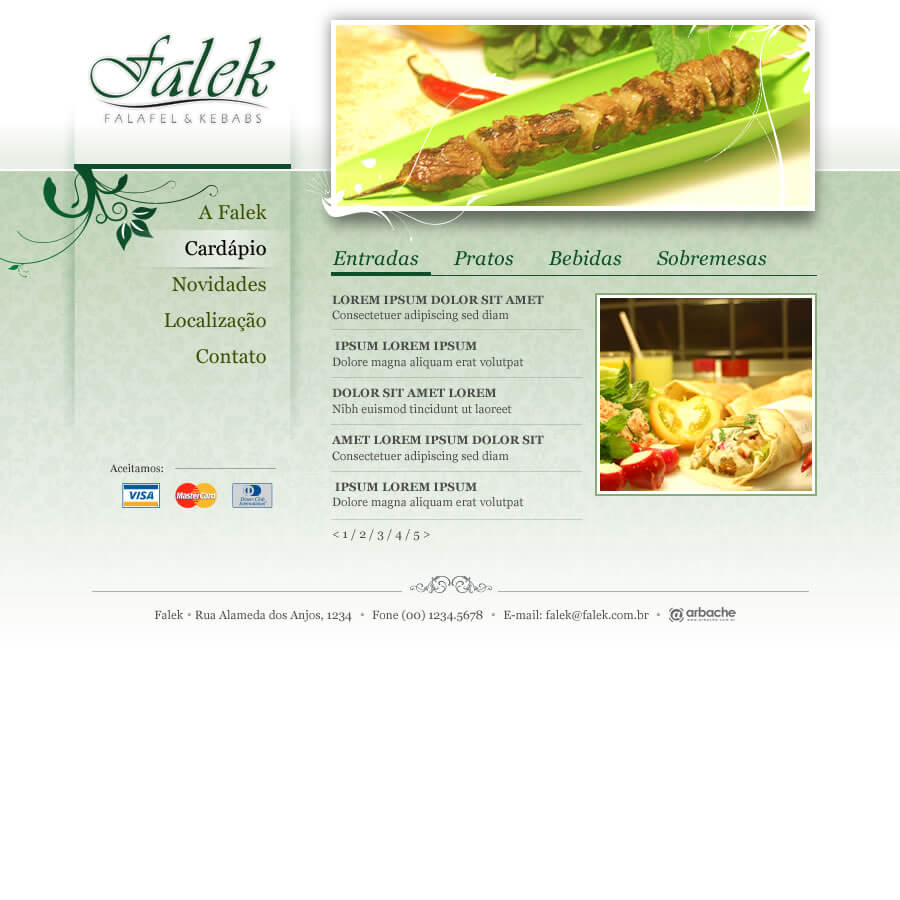 Falek
FALAFEL & KEBABS
A Falek
Cardápio
Novidades
Localização
Contato
Aceitamos:
VISA
MasterCard
Diners Club
International
Entradas Pratos Bebidas Sobremesas
LOREM IPSUM DOLOR SIT AMET
Consectetuer adipiscing sed diam
IPSUM LOREM IPSUM
Dolore magna aliquam erat volutpat
DOLOR SIT AMET LOREM
Nibh euismod tincidunt ut laoreet
AMET LOREM IPSUM DOLOR SIT
Consectetuer adipiscing sed diam
IPSUM LOREM IPSUM
Dolore magna aliquam erat volutpat
< 1 / 2 / 3 / 4 / 5 >
Falek • Rua Alameda dos Anjos, 1234 • Fone (00) 1234.5678 • E-mail: falek@falek.com.br • @ arbache
www.arbache.com.br